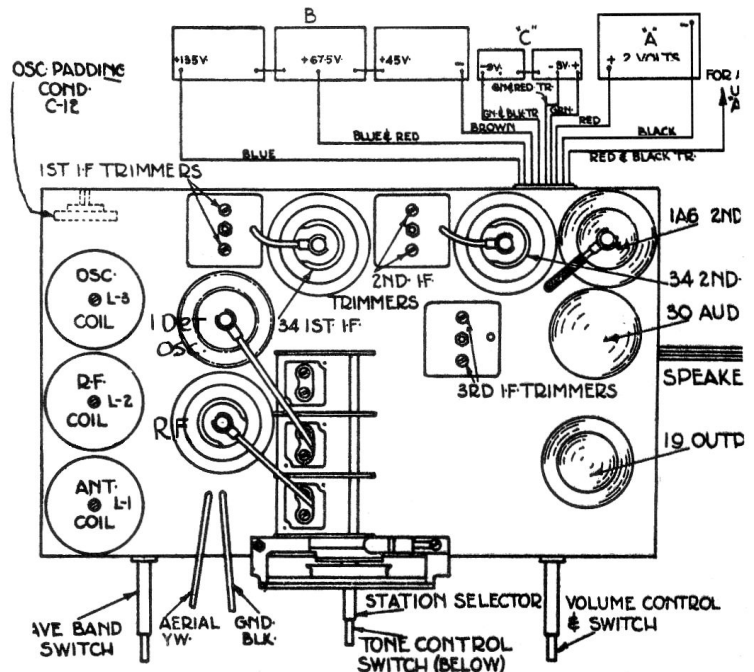 B
"C"
"A"
+135V·
+67·5V·
+45V
-
-3V·
- 3V·+
+
-
2 VOLTS
OSC· PADDING
COND·
C-12
GN·& RED TR·
GN·& BLK·TR
GRN·
RED
FOR
BLUE & RED
BROWN
BLACK
BLUE
RED & BLACK TR·
1ST I·F TRIMMERS
1A6 2ND
OSC·
L-3
COIL
2ND· I·F
TRIMMERS
34 2ND·
1 Det
Osc.
34 1ST· I·F·
30 AUD
R·F·
L-2
COIL
3RD I·F TRIMMERS
SPEAKE
RF
19 OUTP
ANT·
L-1
COIL
AVE BAND
SWITCH
AERIAL
YW·
GND·
BLK·
STATION SELECTOR
TONE CONTROL
SWITCH (BELOW)
VOLUME CONTROL
& SWITCH